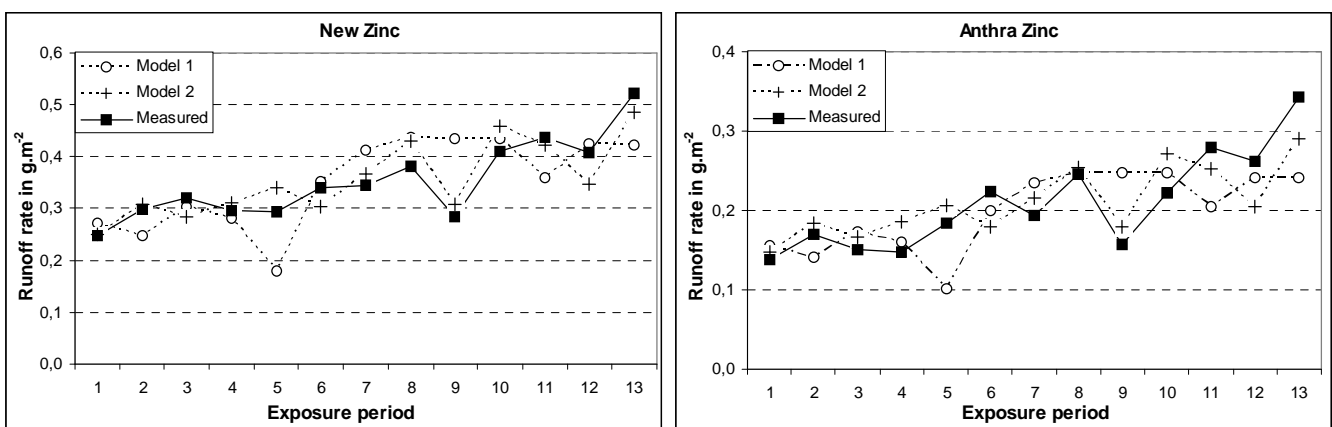 New Zinc
0,6
0,5
0,4
0,3
0,2
0,1
0,0
Runoff rate in g.m-2
Model 1
Model 2
Measured
1 2 3 4 5 6 7 8 9 10 11 12 13
Exposure period
Anthra Zinc
0,4
0,3
0,2
0,1
0,0
Runoff rate in g.m-2
Model 1
Model 2
Measured
1 2 3 4 5 6 7 8 9 10 11 12 13
Exposure period